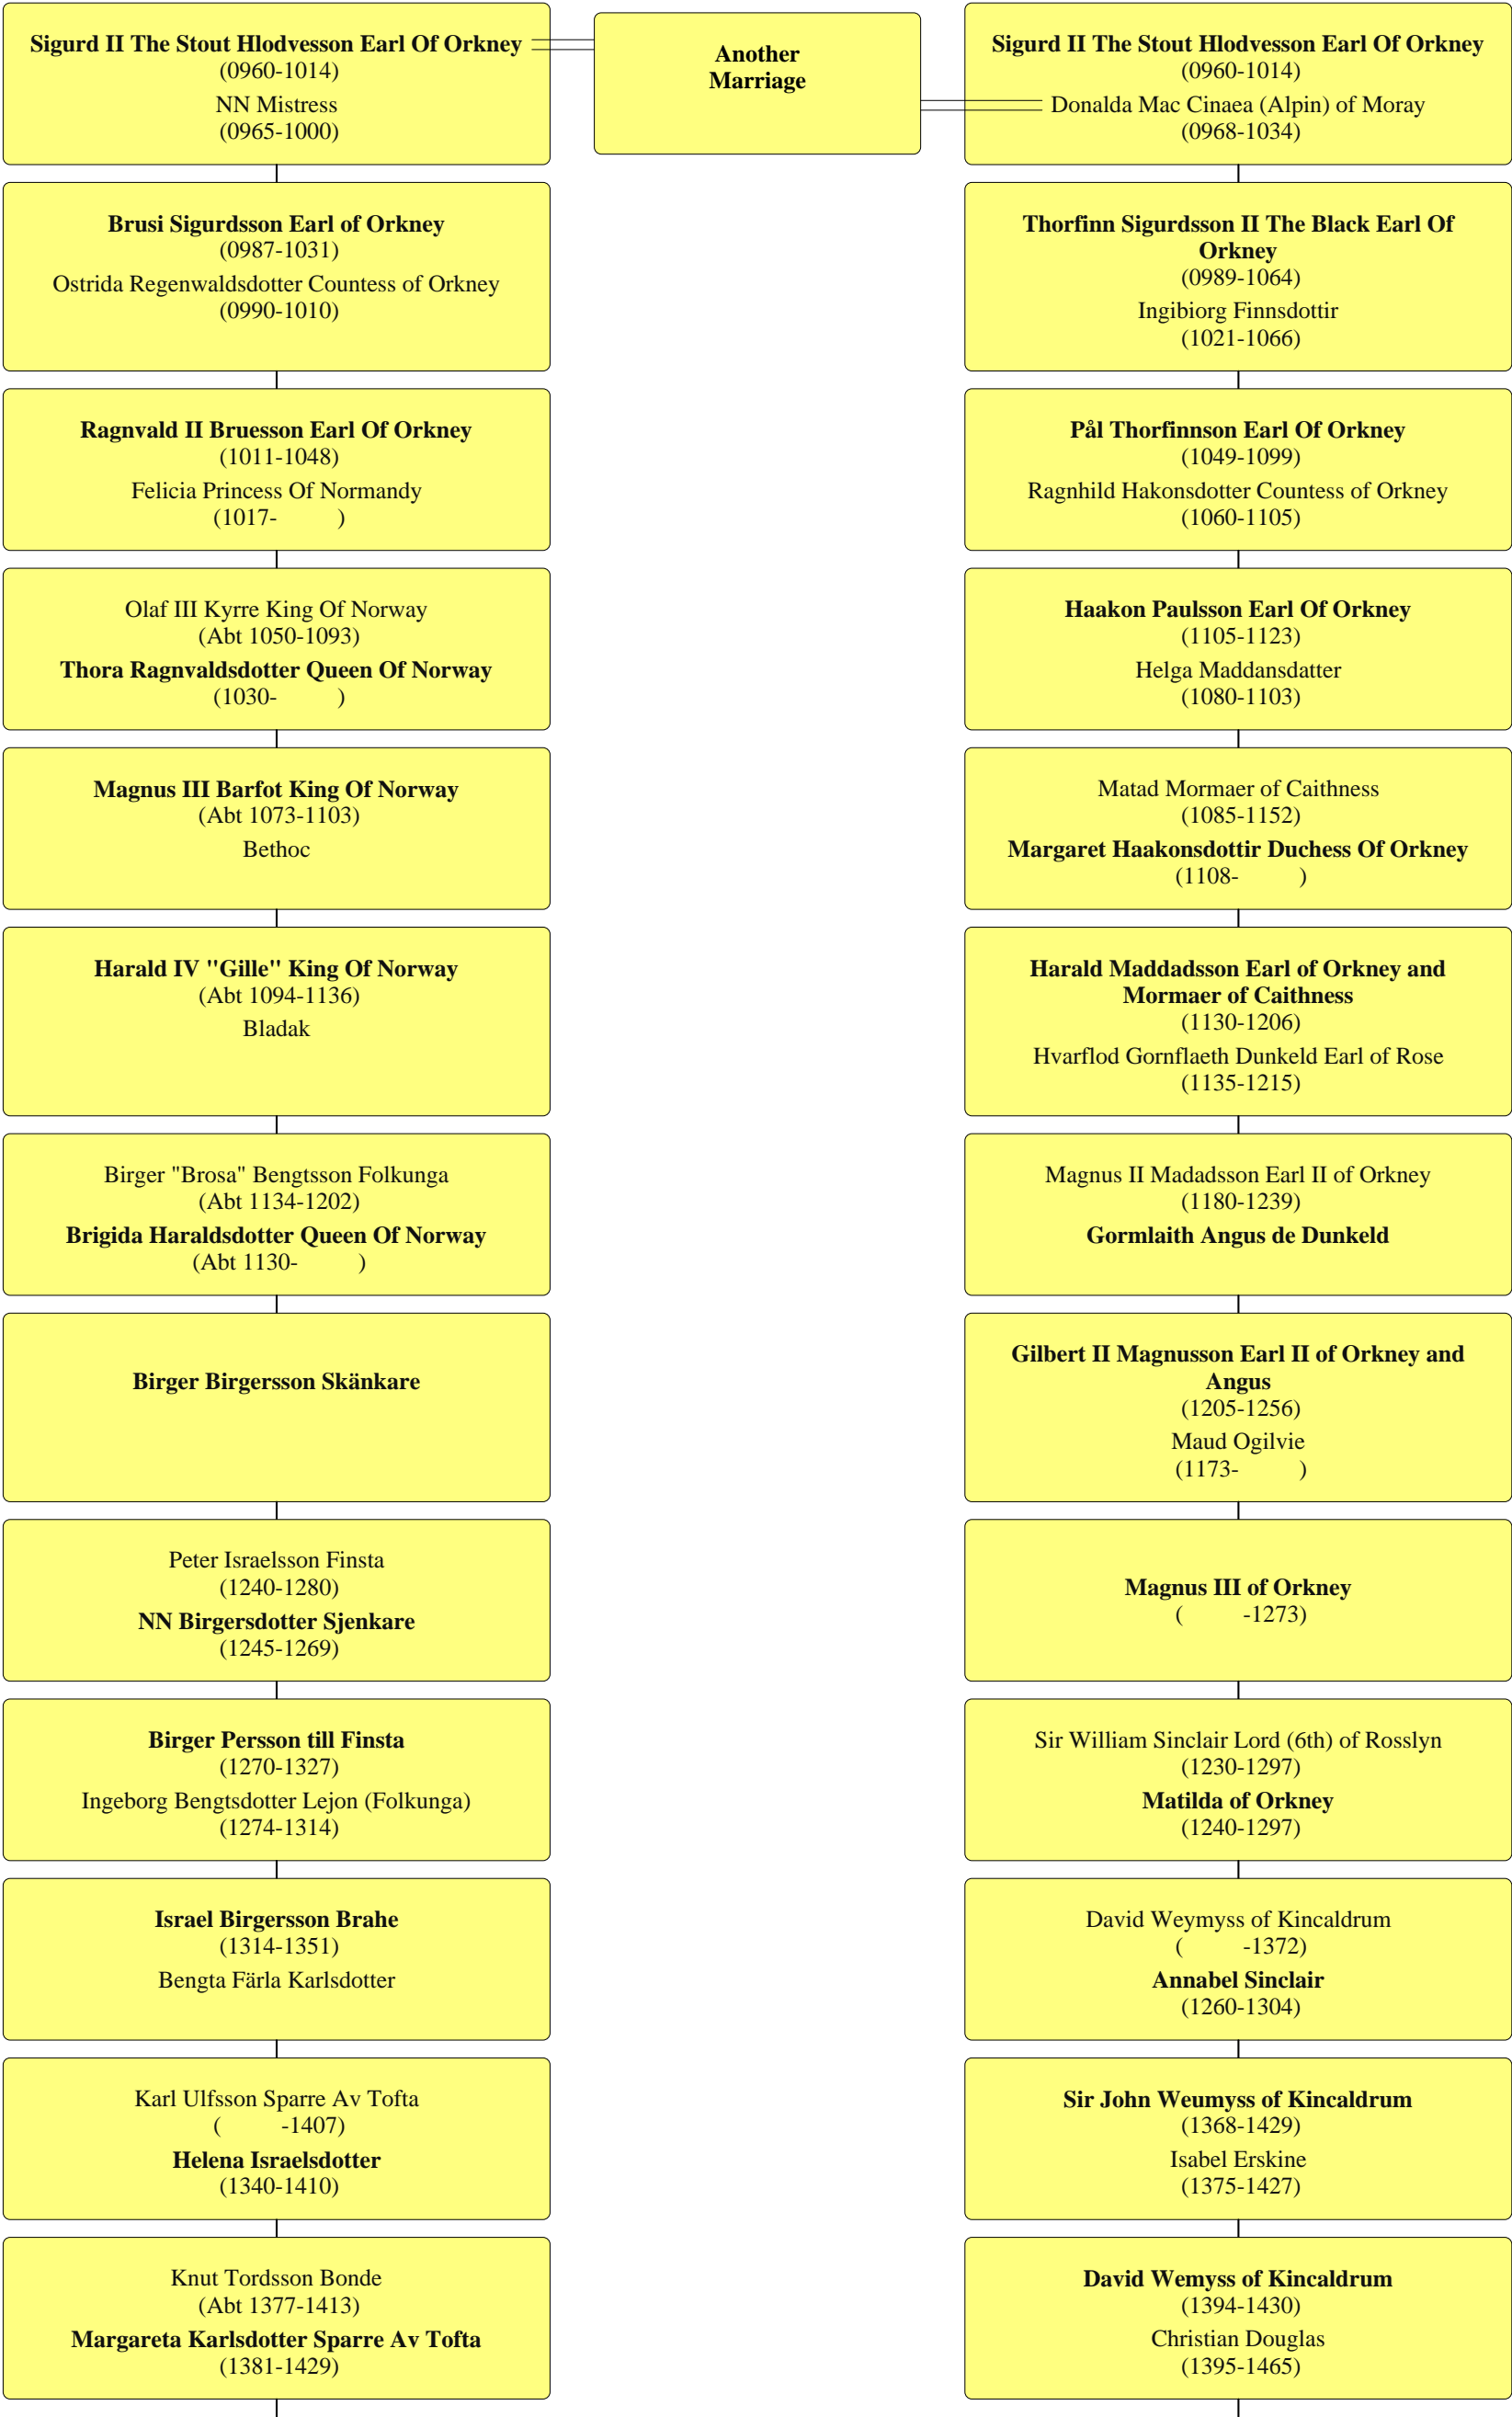 Sigurd II The Stout Hlodvesson Earl Of Orkney
(0960-1014)
NN Mistress
(0965-1000)
Another
Marriage
Sigurd II The Stout Hlodvesson Earl Of Orkney
(0960-1014)
Donalda Mac Cinaea (Alpin) of Moray
(0968-1034)
Brusi Sigurdsson Earl of Orkney
(0987-1031)
Ostrida Regenwaldsdotter Countess of Orkney
(0990-1010)
Thorfinn Sigurdsson II The Black Earl Of
Orkney
(0989-1064)
Ingibiorg Finnsdottir
(1021-1066)
Ragnvald II Bruesson Earl Of Orkney
(1011-1048)
Felicia Princess Of Normandy
(1017- )
Pål Thorfinnson Earl Of Orkney
(1049-1099)
Ragnhild Hakonsdotter Countess of Orkney
(1060-1105)
Olaf III Kyrre King Of Norway
(Abt 1050-1093)
Thora Ragnvaldsdotter Queen Of Norway
(1030- )
Haakon Paulsson Earl Of Orkney
(1105-1123)
Helga Maddansdatter
(1080-1103)
Magnus III Barfot King Of Norway
(Abt 1073-1103)
Bethoc
Matad Mormaer of Caithness
(1085-1152)
Margaret Haakonsdottir Duchess Of Orkney
(1108- )
Harald IV "Gille" King Of Norway
(Abt 1094-1136)
Bladak
Harald Maddadsson Earl of Orkney and
Mormaer of Caithness
(1130-1206)
Hvarflod Gornflaeth Dunkeld Earl of Rose
(1135-1215)
Birger "Brosa" Bengtsson Folkunga
(Abt 1134-1202)
Brigida Haraldsdotter Queen Of Norway
(Abt 1130- )
Magnus II Madadsson Earl II of Orkney
(1180-1239)
Gormlaith Angus de Dunkeld
Birger Birgersson Skänkare
Gilbert II Magnusson Earl II of Orkney and
Angus
(1205-1256)
Maud Ogilvie
(1173- )
Peter Israelsson Finsta
(1240-1280)
NN Birgersdotter Sjenkare
(1245-1269)
Magnus III of Orkney
( -1273)
Birger Persson till Finsta
(1270-1327)
Ingeborg Bengtsdotter Lejon (Folkunga)
(1274-1314)
Sir William Sinclair Lord (6th) of Rosslyn
(1230-1297)
Matilda of Orkney
(1240-1297)
Israel Birgersson Brahe
(1314-1351)
Bengta Färla Karlsdotter
David Weymyss of Kincaldrum
( -1372)
Annabel Sinclair
(1260-1304)
Karl Ulfsson Sparre Av Tofta
( -1407)
Helena Israelsdotter
(1340-1410)
Sir John Weumyss of Kincaldrum
(1368-1429)
Isabel Erskine
(1375-1427)
Knut Tordsson Bonde
(Abt 1377-1413)
Margareta Karlsdotter Sparre Av Tofta
(1381-1429)
David Wemyss of Kincaldrum
(1394-1430)
Christian Douglas
(1395-1465)